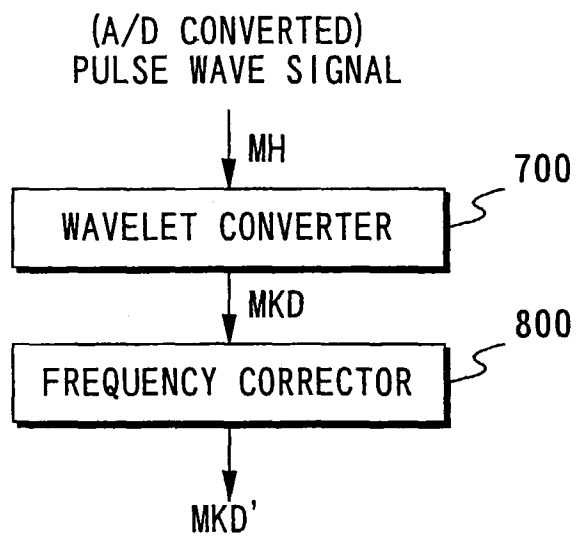 (A/D CONVERTED)
PULSE WAVE SIGNAL
MH
700
WAVELET CONVERTER
MKD
800
FREQUENCY CORRECTOR
MKD'